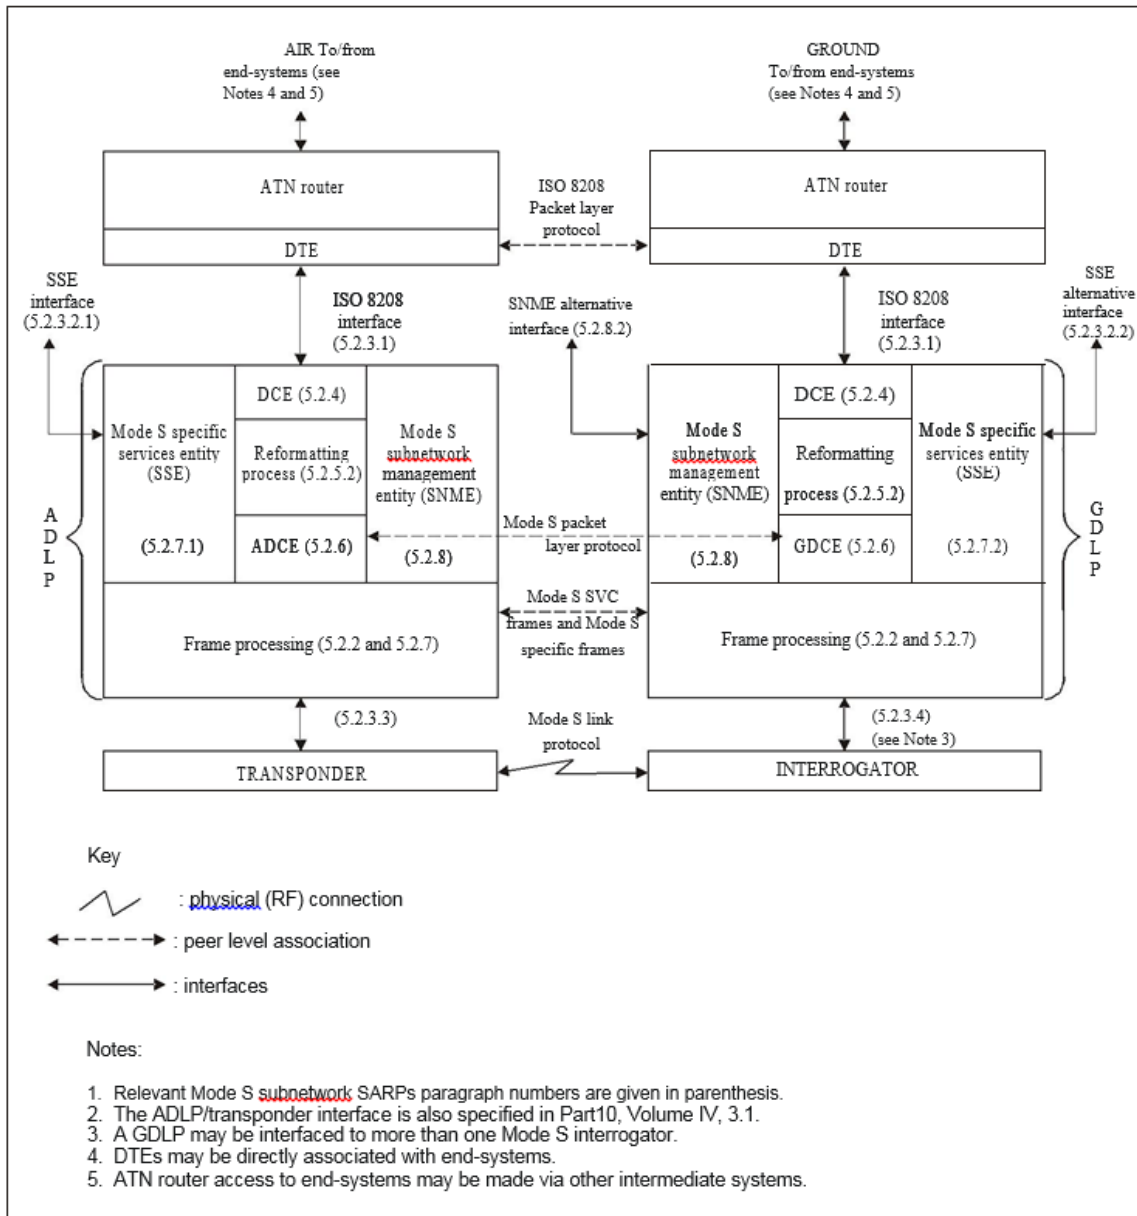 AIR To/from
end-systems (see
Notes 4 and 5)
GROUND
To/from end-systems
(see Notes 4 and 5)
ATN router
DTE
ISO 8208
Packet layer
protocol
ATN router
DTE
SSE
interface
(5.2.3.2.1)
ISO 8208
interface
(5.2.3.1)
SNME alternative
interface (5.2.8.2)
ISO 8208
interface
(5.2.3.1)
SSE
alternative
interface
(5.2.3.2.2)
A
D
L
P
Mode S specific
services entity
(SSE)
(5.2.7.1)
DCE (5.2.4)
Reformatting
process (5.2.5.2)
ADCE (5.2.6)
Mode S
subnetwork
management
entity (SNME)
(5.2.8)
Mode S packet
layer protocol
Mode S
subnetwork
management
entity (SNME)
(5.2.8)
DCE (5.2.4)
Reformatting
process (5.2.5.2)
GDCE (5.2.6)
Mode S specific
services entity
(SSE)
(5.2.7.2)
G
D
L
P
Frame processing (5.2.2 and 5.2.7)
Mode S SVC
frames and Mode S
specific frames
Frame processing (5.2.2 and 5.2.7)
(5.2.3.3)
Mode S link
protocol
(5.2.3.4)
(see Note 3)
TRANSPONDER
INTERROGATOR
Key
: physical (RF) connection
: peer level association
: interfaces
Notes:
1. Relevant Mode S subnetwork SARPs paragraph numbers are given in parenthesis.
2. The ADLP/transponder interface is also specified in Part10, Volume IV, 3.1.
3. A GDLP may be interfaced to more than one Mode S interrogator.
4. DTEs may be directly associated with end-systems.
5. ATN router access to end-systems may be made via other intermediate systems.